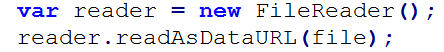 var reader = new FileReader();
reader.readAsDataURL(file);